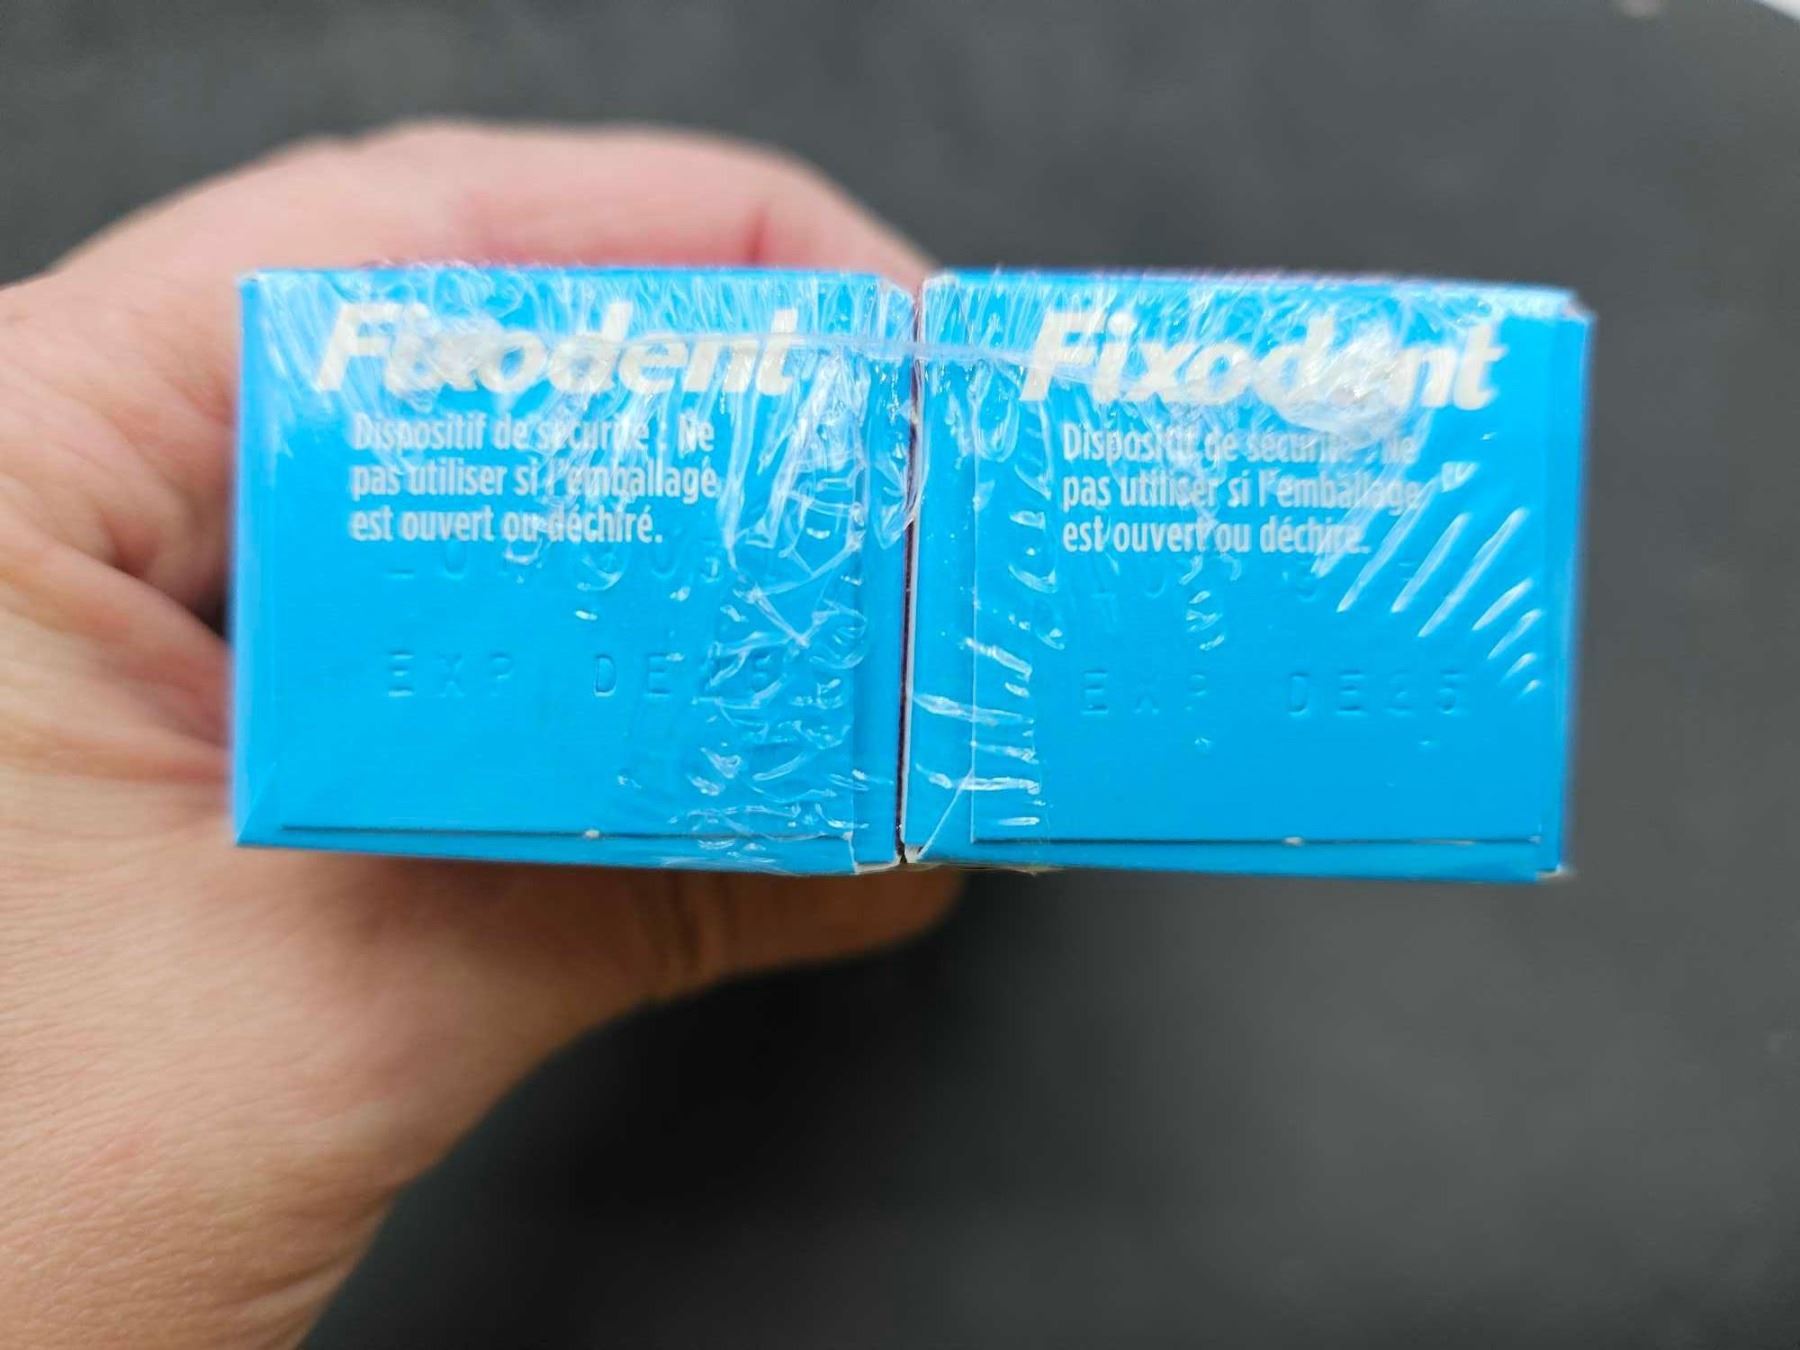 Fixodent
Dispositif de sécurité : Ne
pas utiliser si l'emballage
est ouvert ou déchiré.
EXP DE25
Fixodent
Dispositif de sécurité : Ne
pas utiliser si l'emballage
est ouvert ou déchiré.
EXP DE25